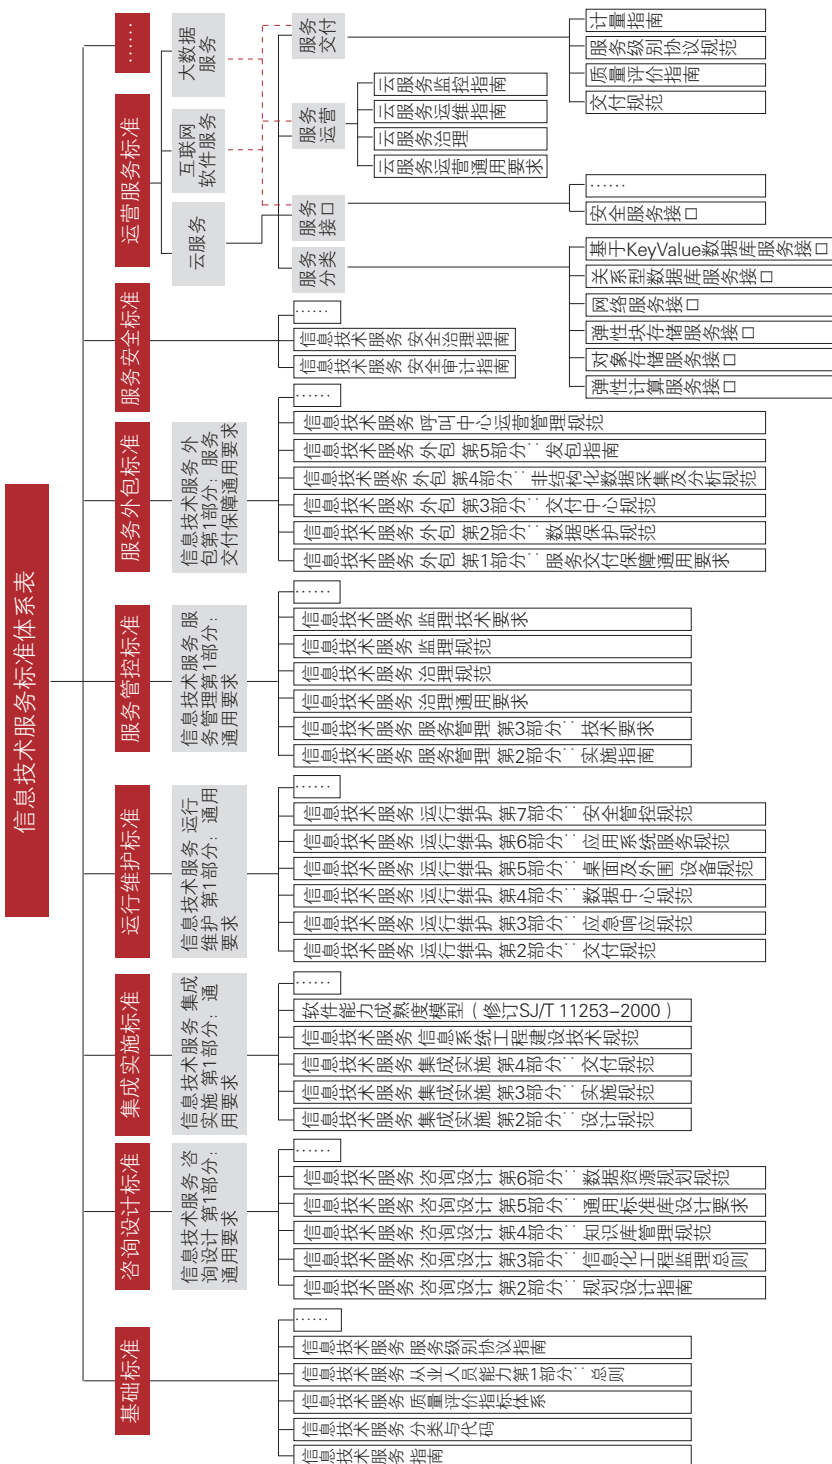 信息技术服务标准体系表
基础标准
信息技术服务 指南
信息技术服务 分类与代码
信息技术服务 质量评价指标体系
信息技术服务 从业人员能力第1部分：总则
信息技术服务 服务级别协议指南
……
咨询设计标准
信息技术服务 咨
询设计 第1部分：
通用要求
信息技术服务 咨询设计 第2部分：规划设计指南
信息技术服务 咨询设计 第3部分：信息化工程监理总则
信息技术服务 咨询设计 第4部分：知识库管理规范
信息技术服务 咨询设计 第5部分：通用标准库设计要求
信息技术服务 咨询设计 第6部分：数据资源规划规范
……
集成实施标准
信息技术服务 集成
实施 第1部分：通
用要求
信息技术服务 集成实施 第2部分：设计规范
信息技术服务 集成实施 第3部分：实施规范
信息技术服务 集成实施 第4部分：交付规范
信息技术服务 信息系统工程建设技术规范
软件能力成熟度模型（修订SJ/T 11253-2000）
……
运行维护标准
信息技术服务 运行
维护 第1部分：通用
要求
信息技术服务 运行维护 第2部分：交付规范
信息技术服务 运行维护 第3部分：应急响应规范
信息技术服务 运行维护 第4部分：数据中心规范
信息技术服务 运行维护 第5部分：桌面及外围 设备规范
信息技术服务 运行维护 第6部分：应用系统服务规范
信息技术服务 运行维护 第7部分：安全管控规范
……
服务管控标准
信息技术服务 服
务管理第1部分：
通用要求
信息技术服务 服务管理 第2部分：实施指南
信息技术服务 服务管理 第3部分：技术要求
信息技术服务 治理通用要求
信息技术服务 治理规范
信息技术服务 监理规范
信息技术服务 监理技术要求
……
服务外包标准
信息技术服务 外
包第1部分：服务
交付保障通用要求
信息技术服务 外包 第1部分：服务交付保障通用要求
信息技术服务 外包 第2部分：数据保护规范
信息技术服务 外包 第3部分：交付中心规范
信息技术服务 外包 第4部分：非结构化数据采集及分析规范
信息技术服务 外包 第5部分：发包指南
信息技术服务 呼叫中心运营管理规范
……
服务安全标准
信息技术服务 安全审计指南
信息技术服务 安全治理指南
……
运营服务标准
云服务
互联网
软件服务
大数据
服务
服务
分类
服务
接口
服务
运营
服务
交付
弹性计算服务接口
对象存储服务接口
弹性块存储服务接口
网络服务接口
关系型数据库服务接口
基于KeyValue数据库服务接口
安全服务接口
……
云服务运营通用要求
云服务治理
云服务运维指南
云服务监控指南
交付规范
质量评价指南
服务级别协议规范
计量指南
……